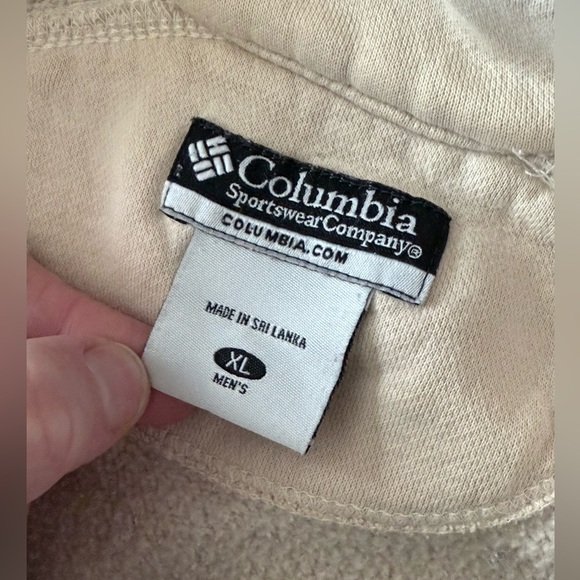 Columbia
Sportswear Company®
COLUMBIA.COM
MADE IN SRI LANKA
XL
MEN'S